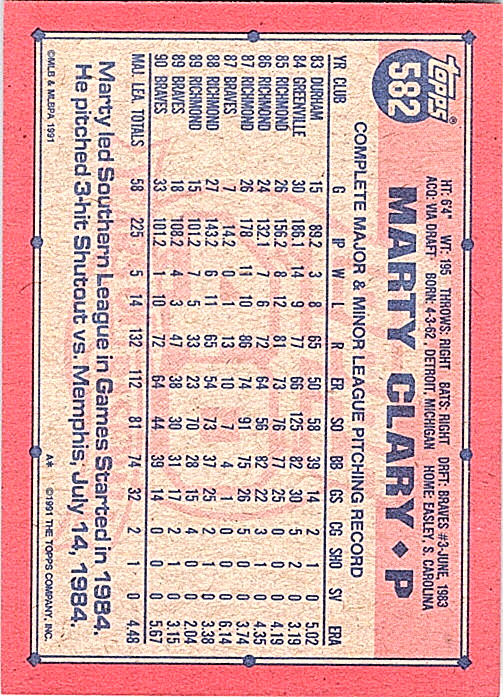 Topps®
582
HT: 6'4" WT: 195 THROWS: RIGHT BATS: RIGHT DRFT: BRAVES #3-JUNE, 1983
ACQ: VIA DRAFT BORN: 4-3-62, DETROIT, MICHIGAN HOME: EASLEY, S. CAROLINA
MARTY CLARY ◆ P
COMPLETE MAJOR & MINOR LEAGUE PITCHING RECORD
YR CLUB G IP W L R ER SO BB GS CG SHO SV ERA
83 DURHAM 15 89.2 3 8 65 50 58 39 14 2 1 0 5.02
84 GREENVILLE 30 186.1 14 9 77 66 125 82 30 5 2 0 3.19
85 RICHMOND 26 156.2 8 12 81 73 76 77 26 1 0 0 4.19
86 RICHMOND 24 132.1 7 6 72 64 56 82 22 3 1 0 4.35
87 RICHMOND 26 178 11 10 86 74 91 75 26 5 0 0 3.74
87 BRAVES 7 14.2 0 1 13 10 7 4 1 0 0 0 6.14
88 RICHMOND 27 143.2 6 11 65 54 73 37 25 2 1 0 3.38
89 RICHMOND 15 101.2 7 5 33 23 70 28 15 4 0 0 2.04
89 BRAVES 18 108.2 4 3 47 38 30 31 17 2 1 0 3.15
90 BRAVES 33 101.2 1 10 72 64 44 39 14 0 0 0 5.67
MAJ. LEA. TOTALS 58 225 5 14 132 112 81 74 32 2 1 0 4.48
Marty led Southern League in Games Started in 1984.
He pitched 3-hit Shutout vs. Memphis, July 14, 1984.
©MLB & MLBPA 1991 A* ©1991 THE TOPPS COMPANY, INC.